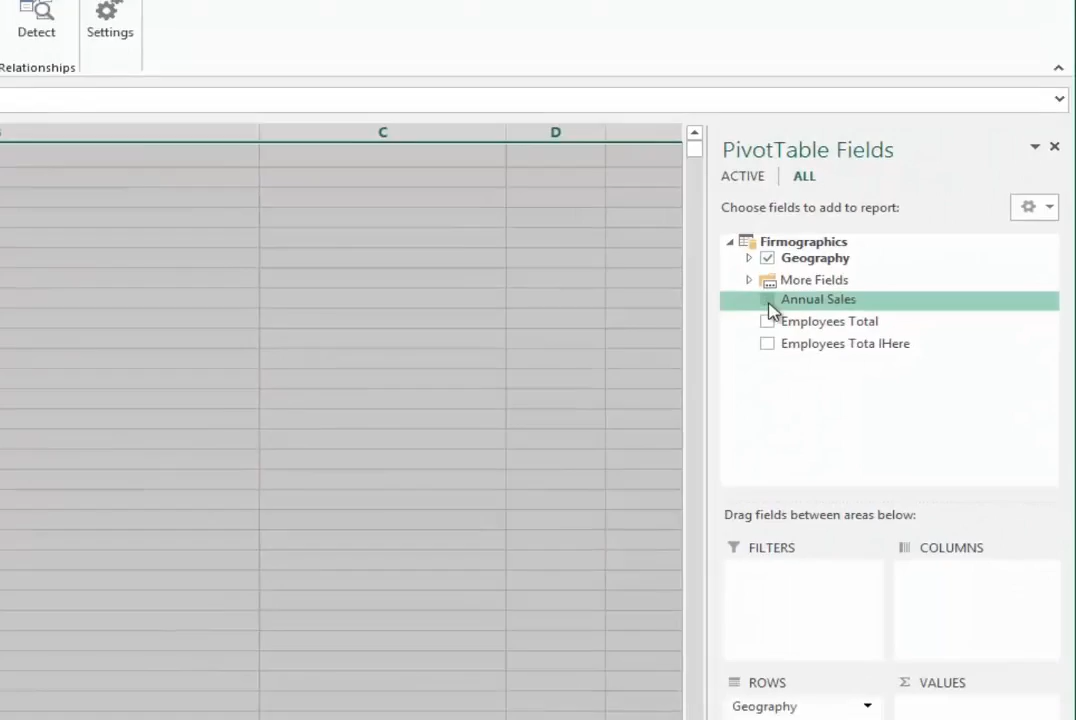 Detect
Settings
Relationships
C
D
PivotTable Fields
ACTIVE
ALL
Choose fields to add to report:
Firmographics
Geography
More Fields
Annual Sales
Employees Total
Employees Tota lHere
Drag fields between areas below:
FILTERS
COLUMNS
ROWS
VALUES
Geography